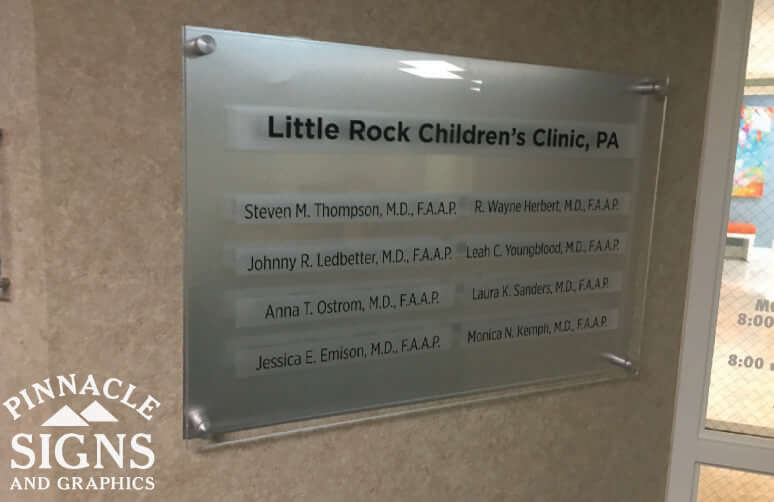 Little Rock Children's Clinic, PA
Steven M. Thompson, M.D., F.A.A.P.
R. Wayne Herbert, M.D., F.A.A.P.
Johnny R. Ledbetter, M.D., F.A.A.P.
Leah C. Youngblood, M.D., F.A.A.P.
Anna T. Ostrom, M.D., F.A.A.P.
Laura K. Sanders, M.D., F.A.A.P.
Jessica E. Emison, M.D., F.A.A.P.
Monica N. Kempli, M.D., F.A.A.P.
8:00
8:00
PINNACLE
SIGNS
AND GRAPHICS